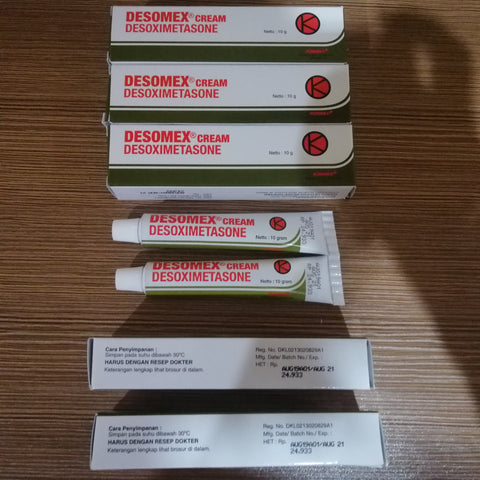 DESOMEX® CREAM
DESOXIMETASONE
Netto : 10 g
K
DESOMEX® CREAM
DESOXIMETASONE
Netto : 10 g
K
DESOMEX® CREAM
DESOXIMETASONE
Netto : 10 g
K
DESOMEX® CREAM
DESOXIMETASONE
Netto : 10 gram
K
DESOMEX® CREAM
DESOXIMETASONE
Netto : 10 gram
K
Cara Penyimpanan :
Simpan pada suhu dibawah 30°C
HARUS DENGAN RESEP DOKTER
Keterangan lengkap lihat brosur di dalam.
Reg. No. DKL0213020829A1
Mfg. Date/ Batch No./ Exp. :
HET : Rp.
AUG19A01/AUG 21
24.933
Cara Penyimpanan :
Simpan pada suhu dibawah 30°C
HARUS DENGAN RESEP DOKTER
Keterangan lengkap lihat brosur di dalam.
Reg. No. DKL0213020829A1
Mfg. Date/ Batch No./ Exp. :
HET : Rp.
AUG19A01/AUG 21
24.933